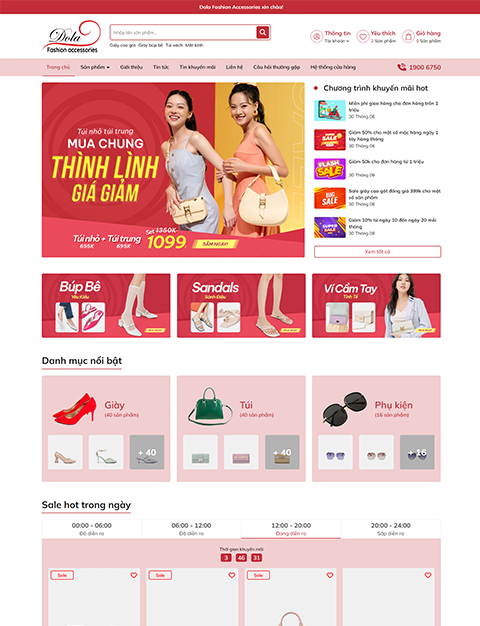 Dola Fashion Accessories xin chào!
Dola
Fashion accessories
Nhập tên sản phẩm...
Giày cao gót Giày búp bê Túi xách Mắt kính
Thông tin
Tài khoản
Yêu thích
2 Sản phẩm
Giỏ hàng
0 Sản phẩm
Trang chủ Sản phẩm Giới thiệu Tin tức Tin khuyến mãi Liên hệ Câu hỏi thường gặp Hệ thống cửa hàng
1900 6750
Túi nhỏ túi trung
MUA CHUNG
THÌNH LÌNH
GIÁ GIẢM
Túi nhỏ + Túi trung
655K 695K
Set 1350K
1099
SẮM NGAY!
Chương trình khuyến mãi hot
Miễn phí giao hàng cho đơn hàng trên 1
triệu
30 Tháng 06
Giảm 50% cho một số mặc hàng ngày 1
tây hàng tháng
30 Tháng 06
FLASH
SALE
Giảm 50k cho đơn hàng từ 1 triệu
30 Tháng 06
BIG
SALE
Sale giày cao gót đồng giá 399k cho một
số sản phẩm
30 Tháng 06
SUPER
SALE
Giảm 10% từ ngày 10 đến ngày 20 mỗi
tháng
30 Tháng 06
Xem tất cả
Búp Bê
Yêu Kiều
Sandals
Sành Điệu
Ví Cầm Tay
Tinh Tế
Danh mục nổi bật
Giày
(40 sản phẩm)
+ 40
Túi
(40 sản phẩm)
+ 40
Phụ kiện
(16 sản phẩm)
+ 16
Sale hot trong ngày
00:00 - 06:00
Đã diễn ra
06:00 - 12:00
Đã diễn ra
12:00 - 20:00
Đang diễn ra
20:00 - 24:00
Sắp diễn ra
Thời gian khuyến mãi
3 46 31
Sale
Sale
Sale